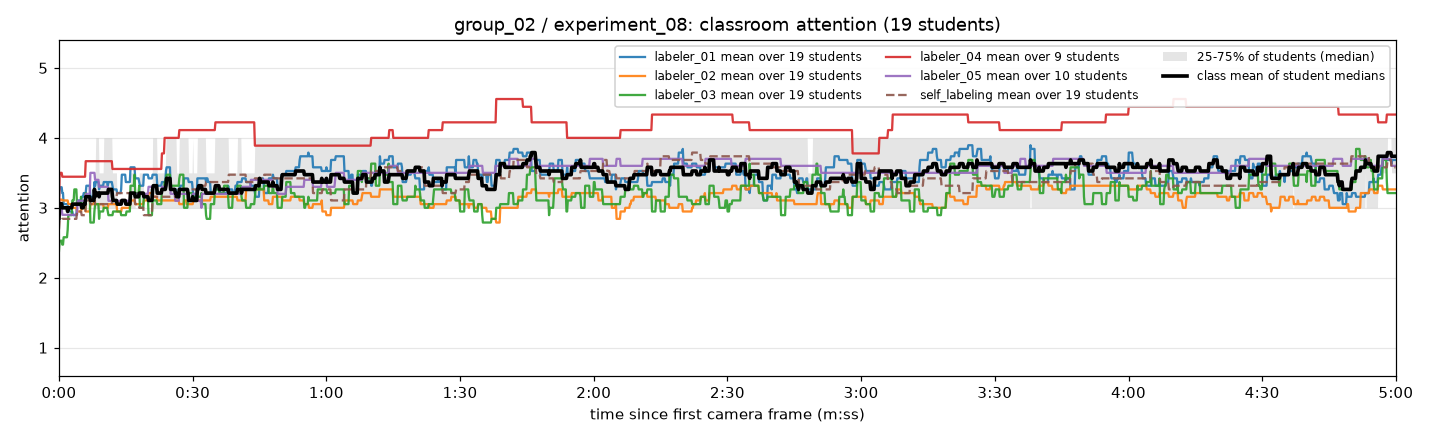 group_02 / experiment_08: classroom attention (19 students)
labeler_01 mean over 19 students
labeler_02 mean over 19 students
labeler_03 mean over 19 students
labeler_04 mean over 9 students
labeler_05 mean over 10 students
self_labeling mean over 19 students
25-75% of students (median)
class mean of student medians
attention
5
4
3
2
1
0:00 0:30 1:00 1:30 2:00 2:30 3:00 3:30 4:00 4:30 5:00
time since first camera frame (m:ss)